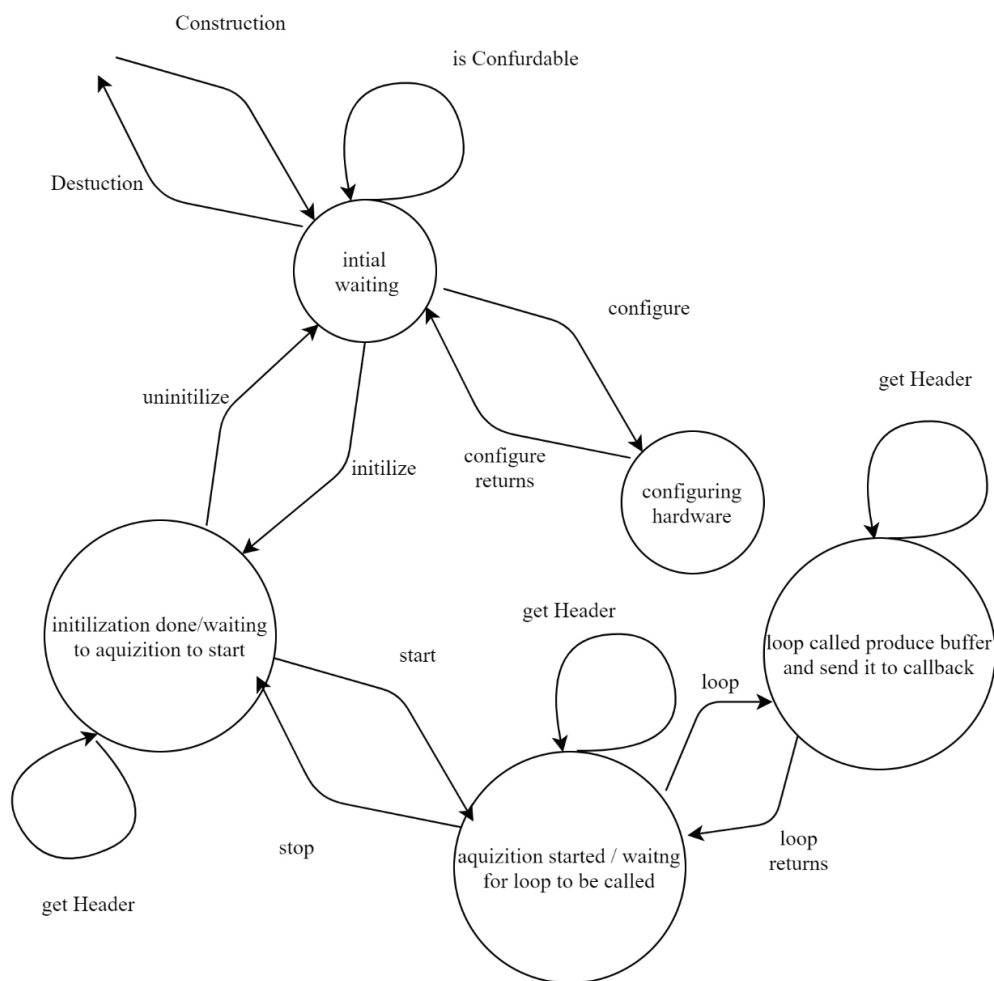 Construction
is Confurdable
Destuction
intial
waiting
configure
uninitilize
get Header
configure
returns
initilize
configuring
hardware
get Header
initilization done/waiting
to aquizition to start
start
loop called produce buffer
and send it to callback
loop
stop
aquizition started / waitng
for loop to be called
loop
returns
get Header